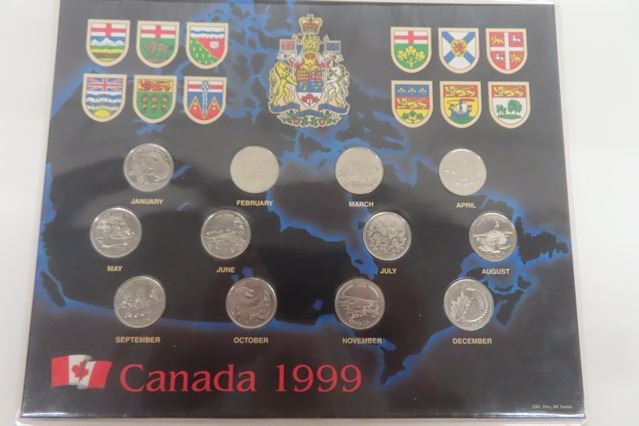 JANUARY
FEBRUARY
MARCH
APRIL
MAY
JUNE
JULY
AUGUST
SEPTEMBER
OCTOBER
NOVEMBER
DECEMBER
Canada 1999